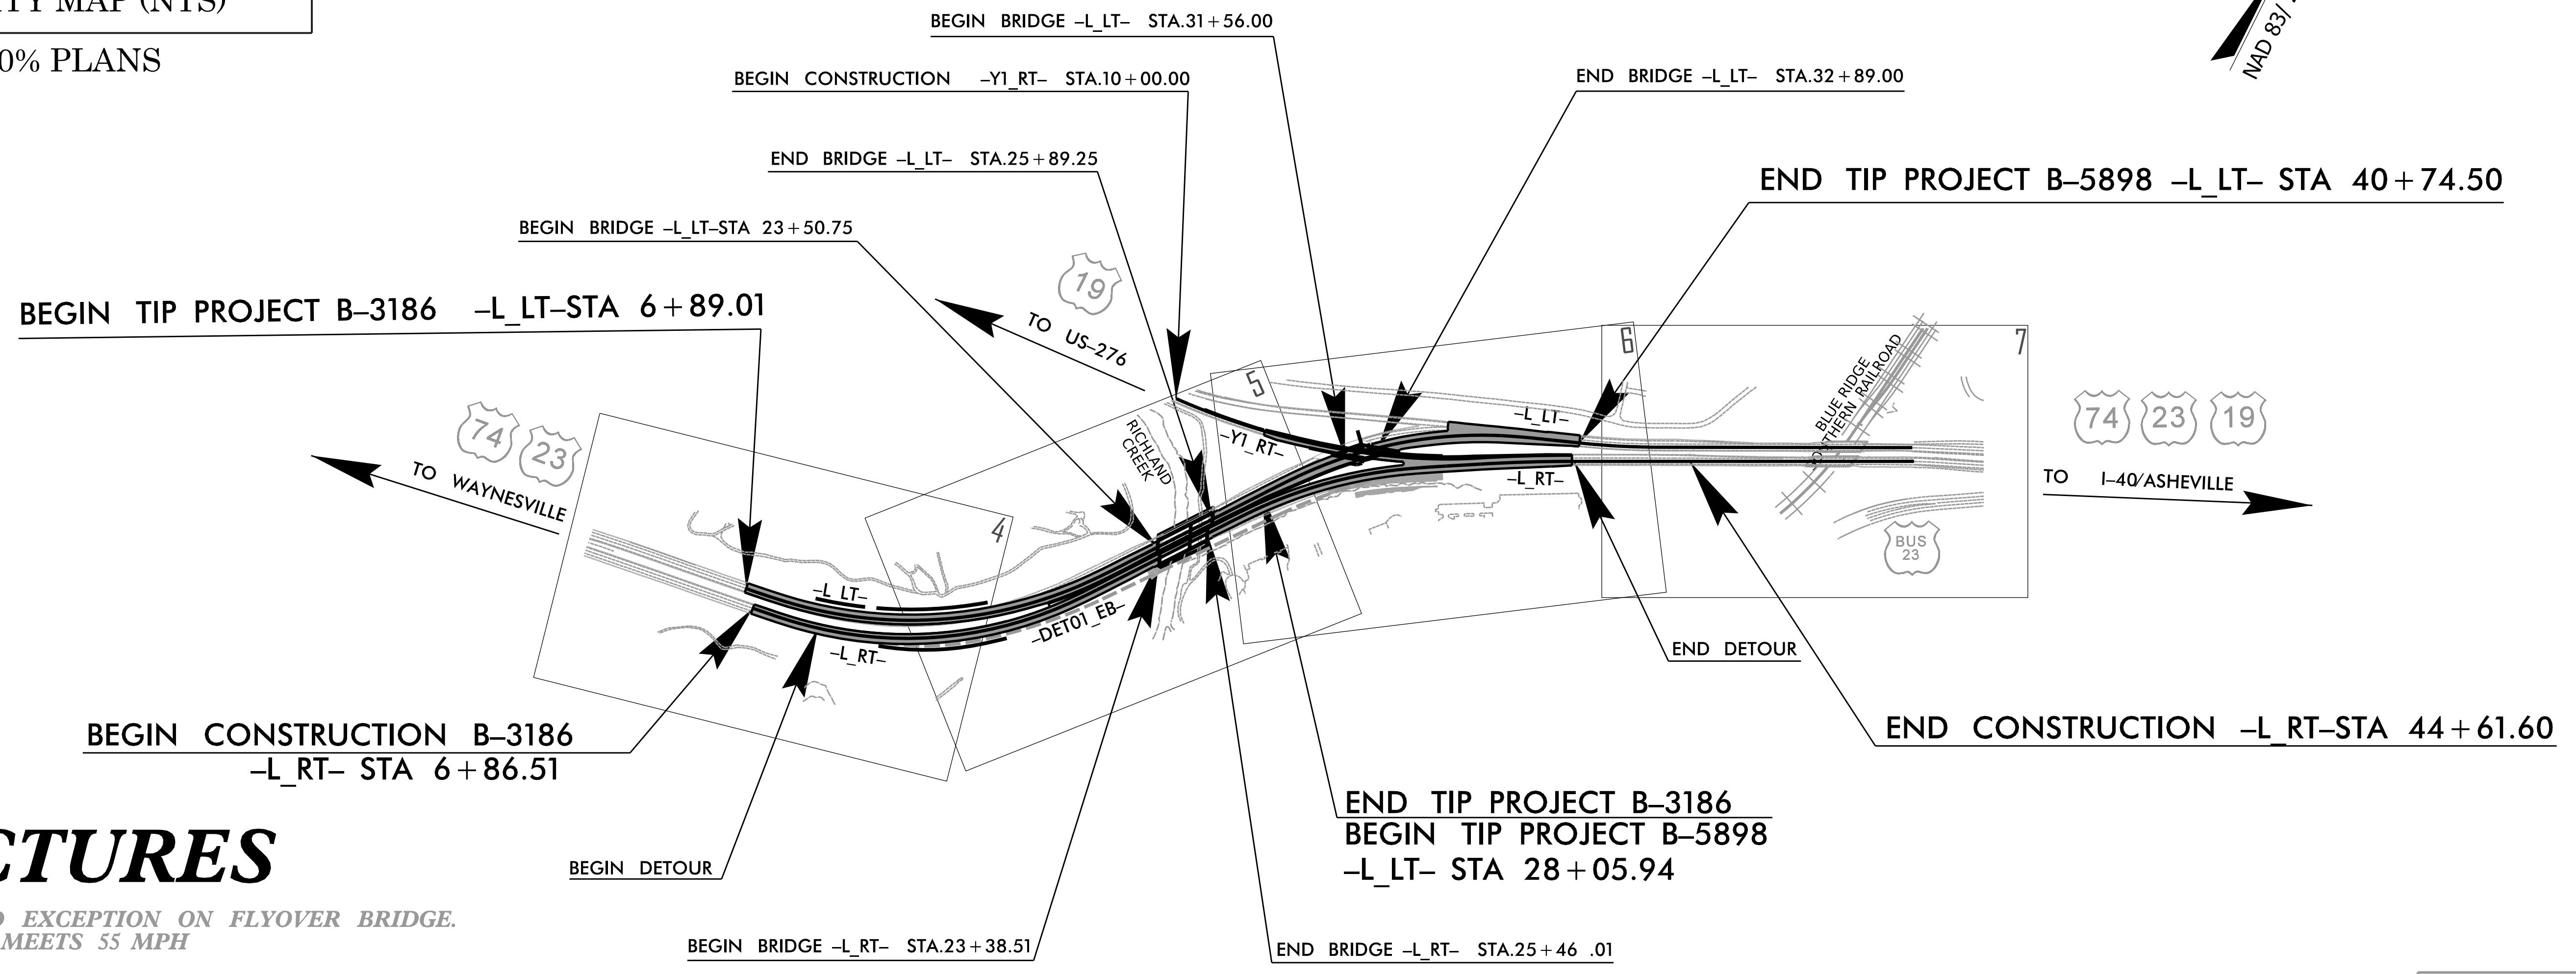 MAP (NTS)
0% PLANS
BEGIN BRIDGE –L_LT– STA.31+56.00
NAD 83/
BEGIN CONSTRUCTION –Y1_RT– STA.10+00.00
END BRIDGE –L_LT– STA.32+89.00
END BRIDGE –L_LT– STA.25+89.25
END TIP PROJECT B–5898 –L_LT– STA 40+74.50
BEGIN BRIDGE –L_LT–STA 23+50.75
19
TO US–276
BEGIN TIP PROJECT B–3186 –L_LT–STA 6+89.01
74
23
TO WAYNESVILLE
5
6
7
BLUE RIDGE
RAILROAD
74 23 19
TO I–40/ASHEVILLE
BUS
23
–L_LT–
–Y1_RT–
–L_RT–
RICHLAND
CREEK
4
–L_LT–
–DET01_EB–
–L_RT–
END DETOUR
BEGIN CONSTRUCTION B–3186
–L_RT– STA 6+86.51
END CONSTRUCTION –L_RT–STA 44+61.60
END TIP PROJECT B–3186
BEGIN TIP PROJECT B–5898
–L_LT– STA 28+05.94
BEGIN DETOUR
CTURES
EXCEPTION ON FLYOVER BRIDGE.
MEETS 55 MPH
BEGIN BRIDGE –L_RT– STA.23+38.51
END BRIDGE –L_RT– STA.25+46 .01